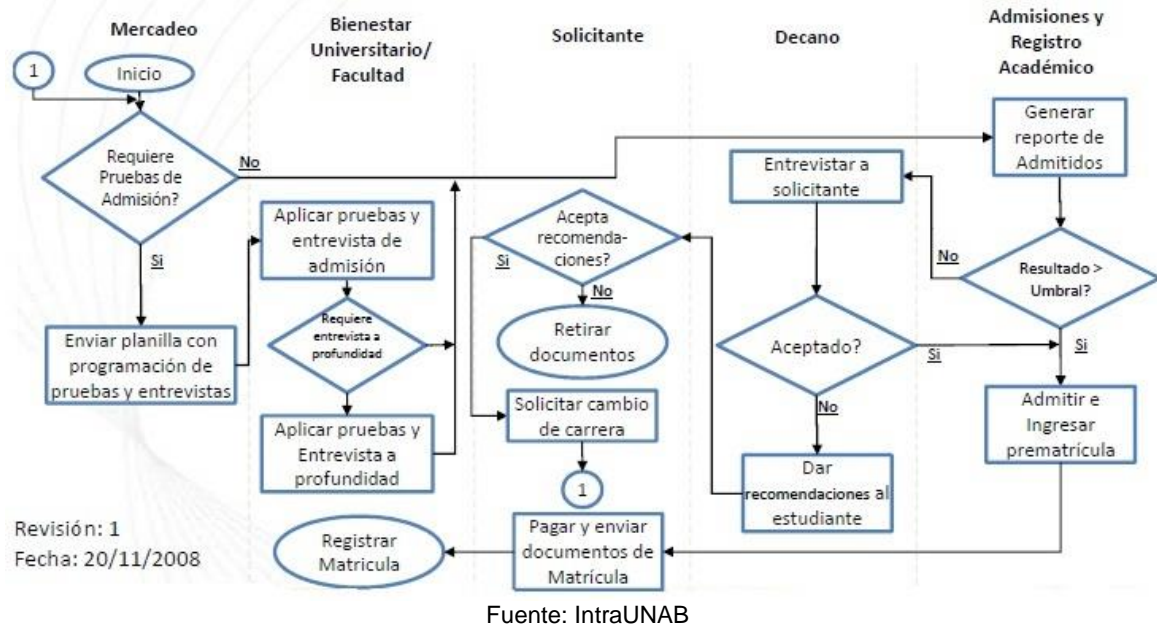 Mercadeo
Bienestar
Universitario/
Facultad
Solicitante
Decano
Admisiones y
Registro
Académico
1
Inicio
Requiere
Pruebas de
Admisión?
No
Si
Enviar planilla con
programación de
pruebas y entrevistas
Aplicar pruebas y
entrevista de
admisión
Requiere
entrevista a
profundidad
Aplicar pruebas y
Entrevista a
profundidad
Registrar
Matricula
Acepta
recomenda-
ciones?
Si
No
Retirar
documentos
Solicitar cambio
de carrera
1
Pagar y enviar
documentos de
Matrícula
Entrevistar a
solicitante
Aceptado?
Si
No
Dar
recomendaciones al
estudiante
Generar
reporte de
Admitidos
Resultado >
Umbral?
No
Si
Admitir e
Ingresar
prematrícula
Revisión: 1
Fecha: 20/11/2008
Fuente: IntraUNAB